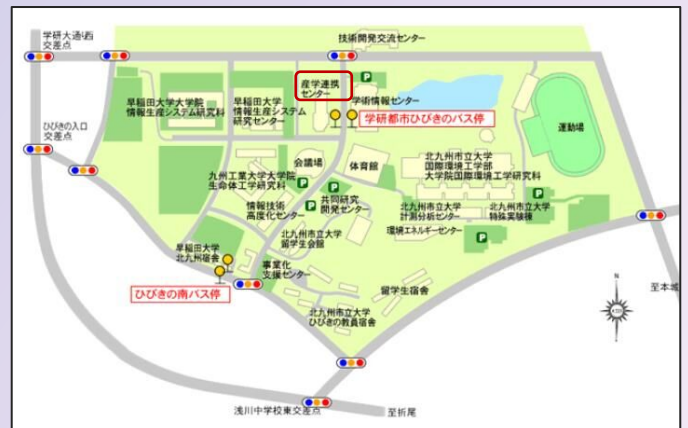 学研大通り西
交差点
技術開発交流センター
産学連携
センター
学術情報センター
早稲田大学大学院
情報生産システム研究科
早稲田大学
情報生産システム
研究センター
学研都市ひびきのバス停
運動場
ひびきの入口
交差点
会議場
体育館
北九州市立大学
国際環境工学部
大学院国際環境工学研究科
九州工業大学大学院
生命体工学研究科
情報技術
高度化センター
共同研究
開発センター
北九州市立大学
計測分析センター
北九州市立大学
特殊実験棟
北九州市立大学
留学生会館
環境エネルギーセンター
早稲田大学
北九州宿舎
事業化
支援センター
ひびきの南バス停
留学生宿舎
北九州市立大学
ひびきの教員宿舎
至本城
浅川中学校東交差点
至折尾
P
P
P
P
P
N